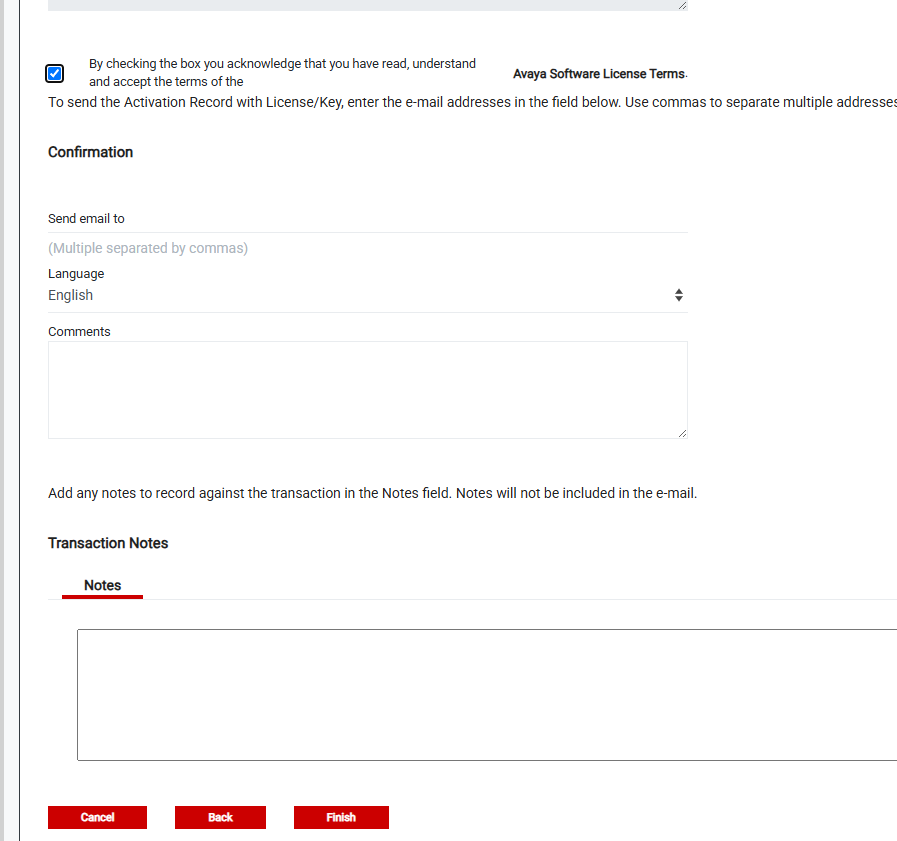 By checking the box you acknowledge that you have read, understand
and accept the terms of the
Avaya Software License Terms.
To send the Activation Record with License/Key, enter the e-mail addresses in the field below. Use commas to separate multiple addresses
Confirmation
Send email to
(Multiple separated by commas)
Language
English
Comments
Add any notes to record against the transaction in the Notes field. Notes will not be included in the e-mail.
Transaction Notes
Notes
Cancel Back Finish